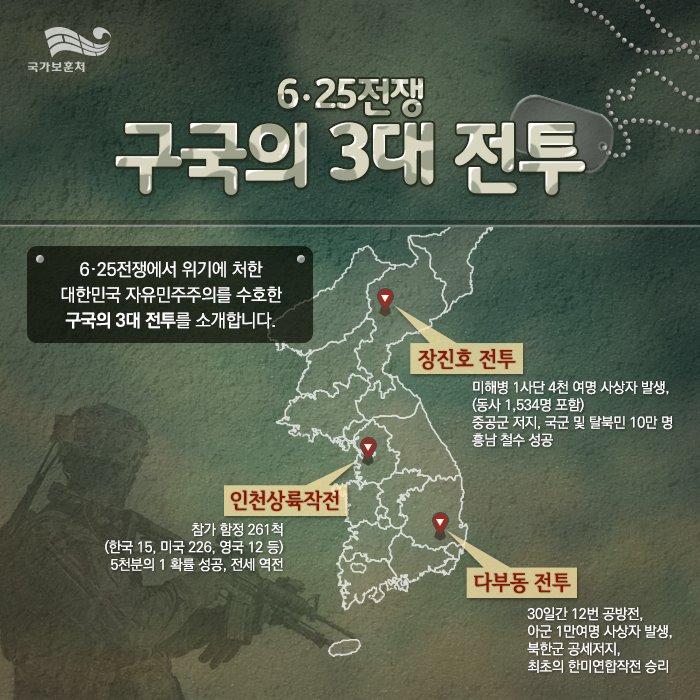 국가보훈처
6·25전쟁
구국의 3대 전투
6·25전쟁에서 위기에 처한
대한민국 자유민주주의를 수호한
구국의 3대 전투를 소개합니다.
장진호 전투
미해병 1사단 4천 여명 사상자 발생,
(동사 1,534명 포함)
중공군 저지, 국군 및 탈북민 10만 명
흥남 철수 성공
인천상륙작전
참가 함정 261척
(한국 15, 미국 226, 영국 12 등)
5천분의 1 확률 성공, 전세 역전
다부동 전투
30일간 12번 공방전,
아군 1만여명 사상자 발생,
북한군 공세저지,
최초의 한미연합작전 승리